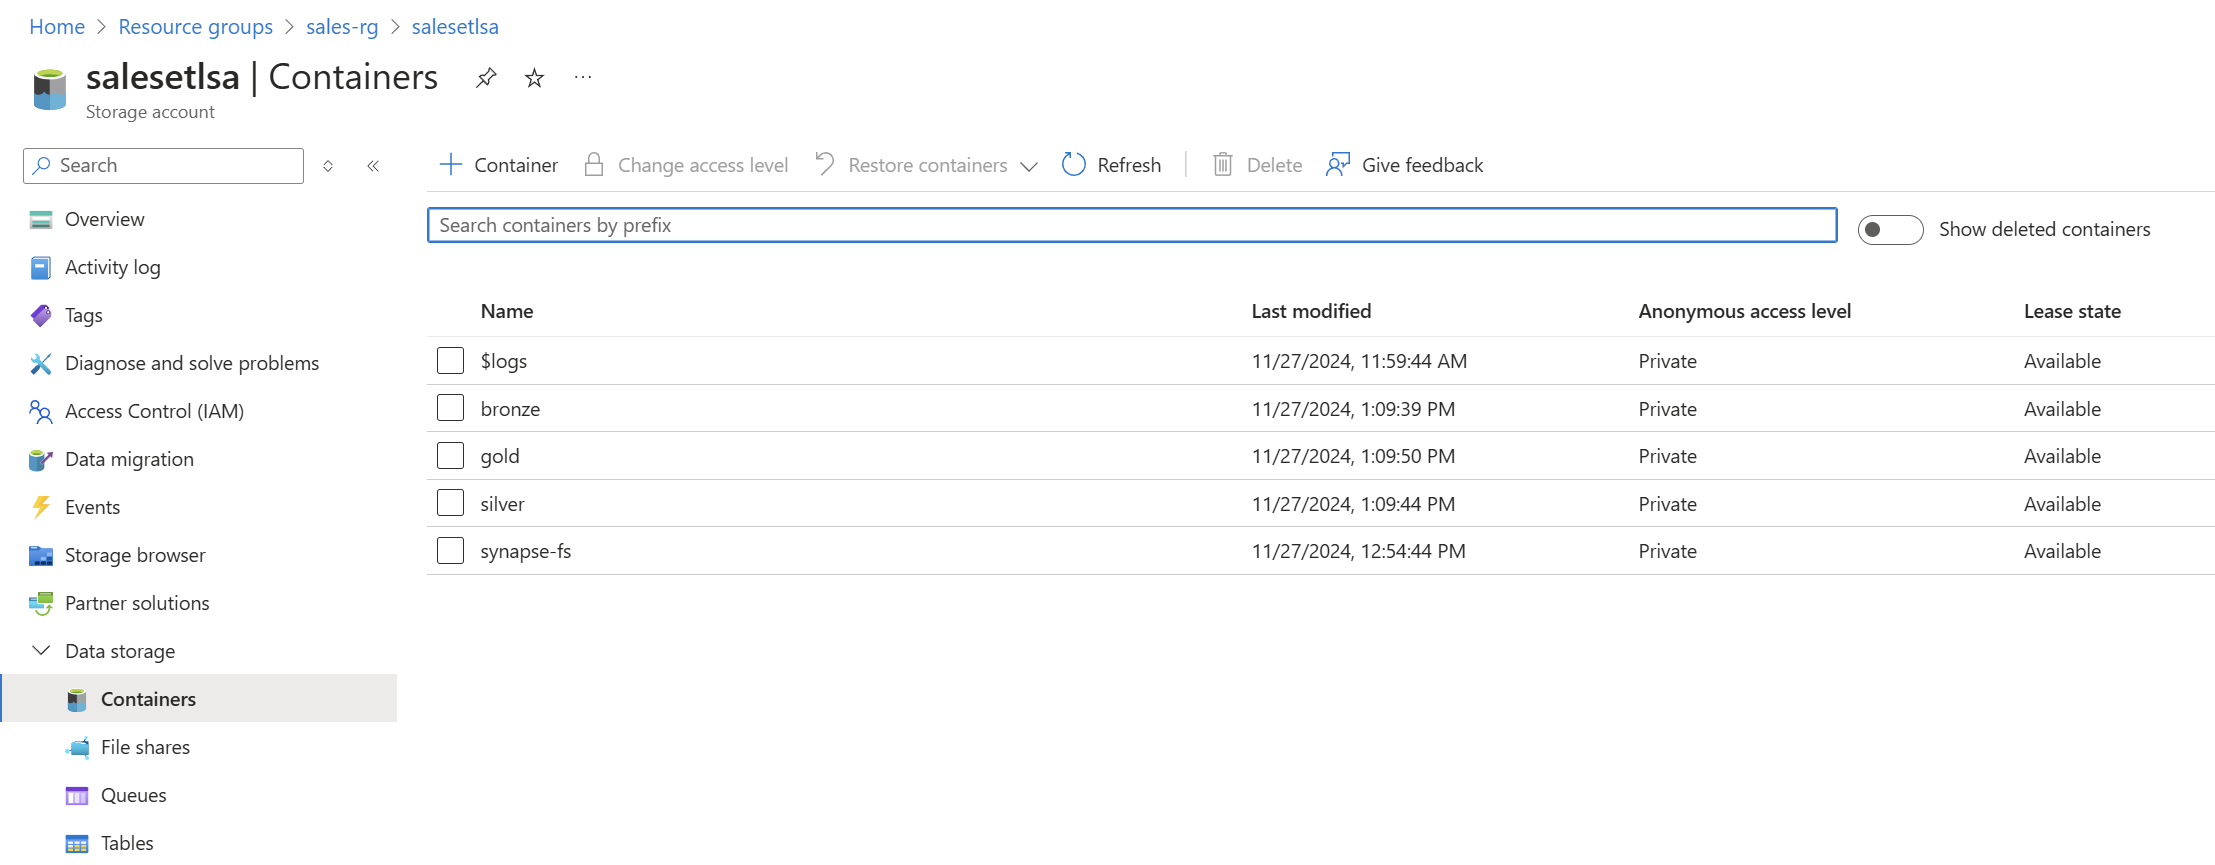 Home > Resource groups > sales-rg > salesetlsa
salesetlsa | Containers ...
Storage account
Search
Container Change access level Restore containers Refresh Delete Give feedback
Search containers by prefix
Show deleted containers
Overview
Activity log
Tags
Diagnose and solve problems
Access Control (IAM)
Data migration
Events
Storage browser
Partner solutions
Data storage
Containers
File shares
Queues
Tables
Name Last modified Anonymous access level Lease state
$logs 11/27/2024, 11:59:44 AM Private Available
bronze 11/27/2024, 1:09:39 PM Private Available
gold 11/27/2024, 1:09:50 PM Private Available
silver 11/27/2024, 1:09:44 PM Private Available
synapse-fs 11/27/2024, 12:54:44 PM Private Available